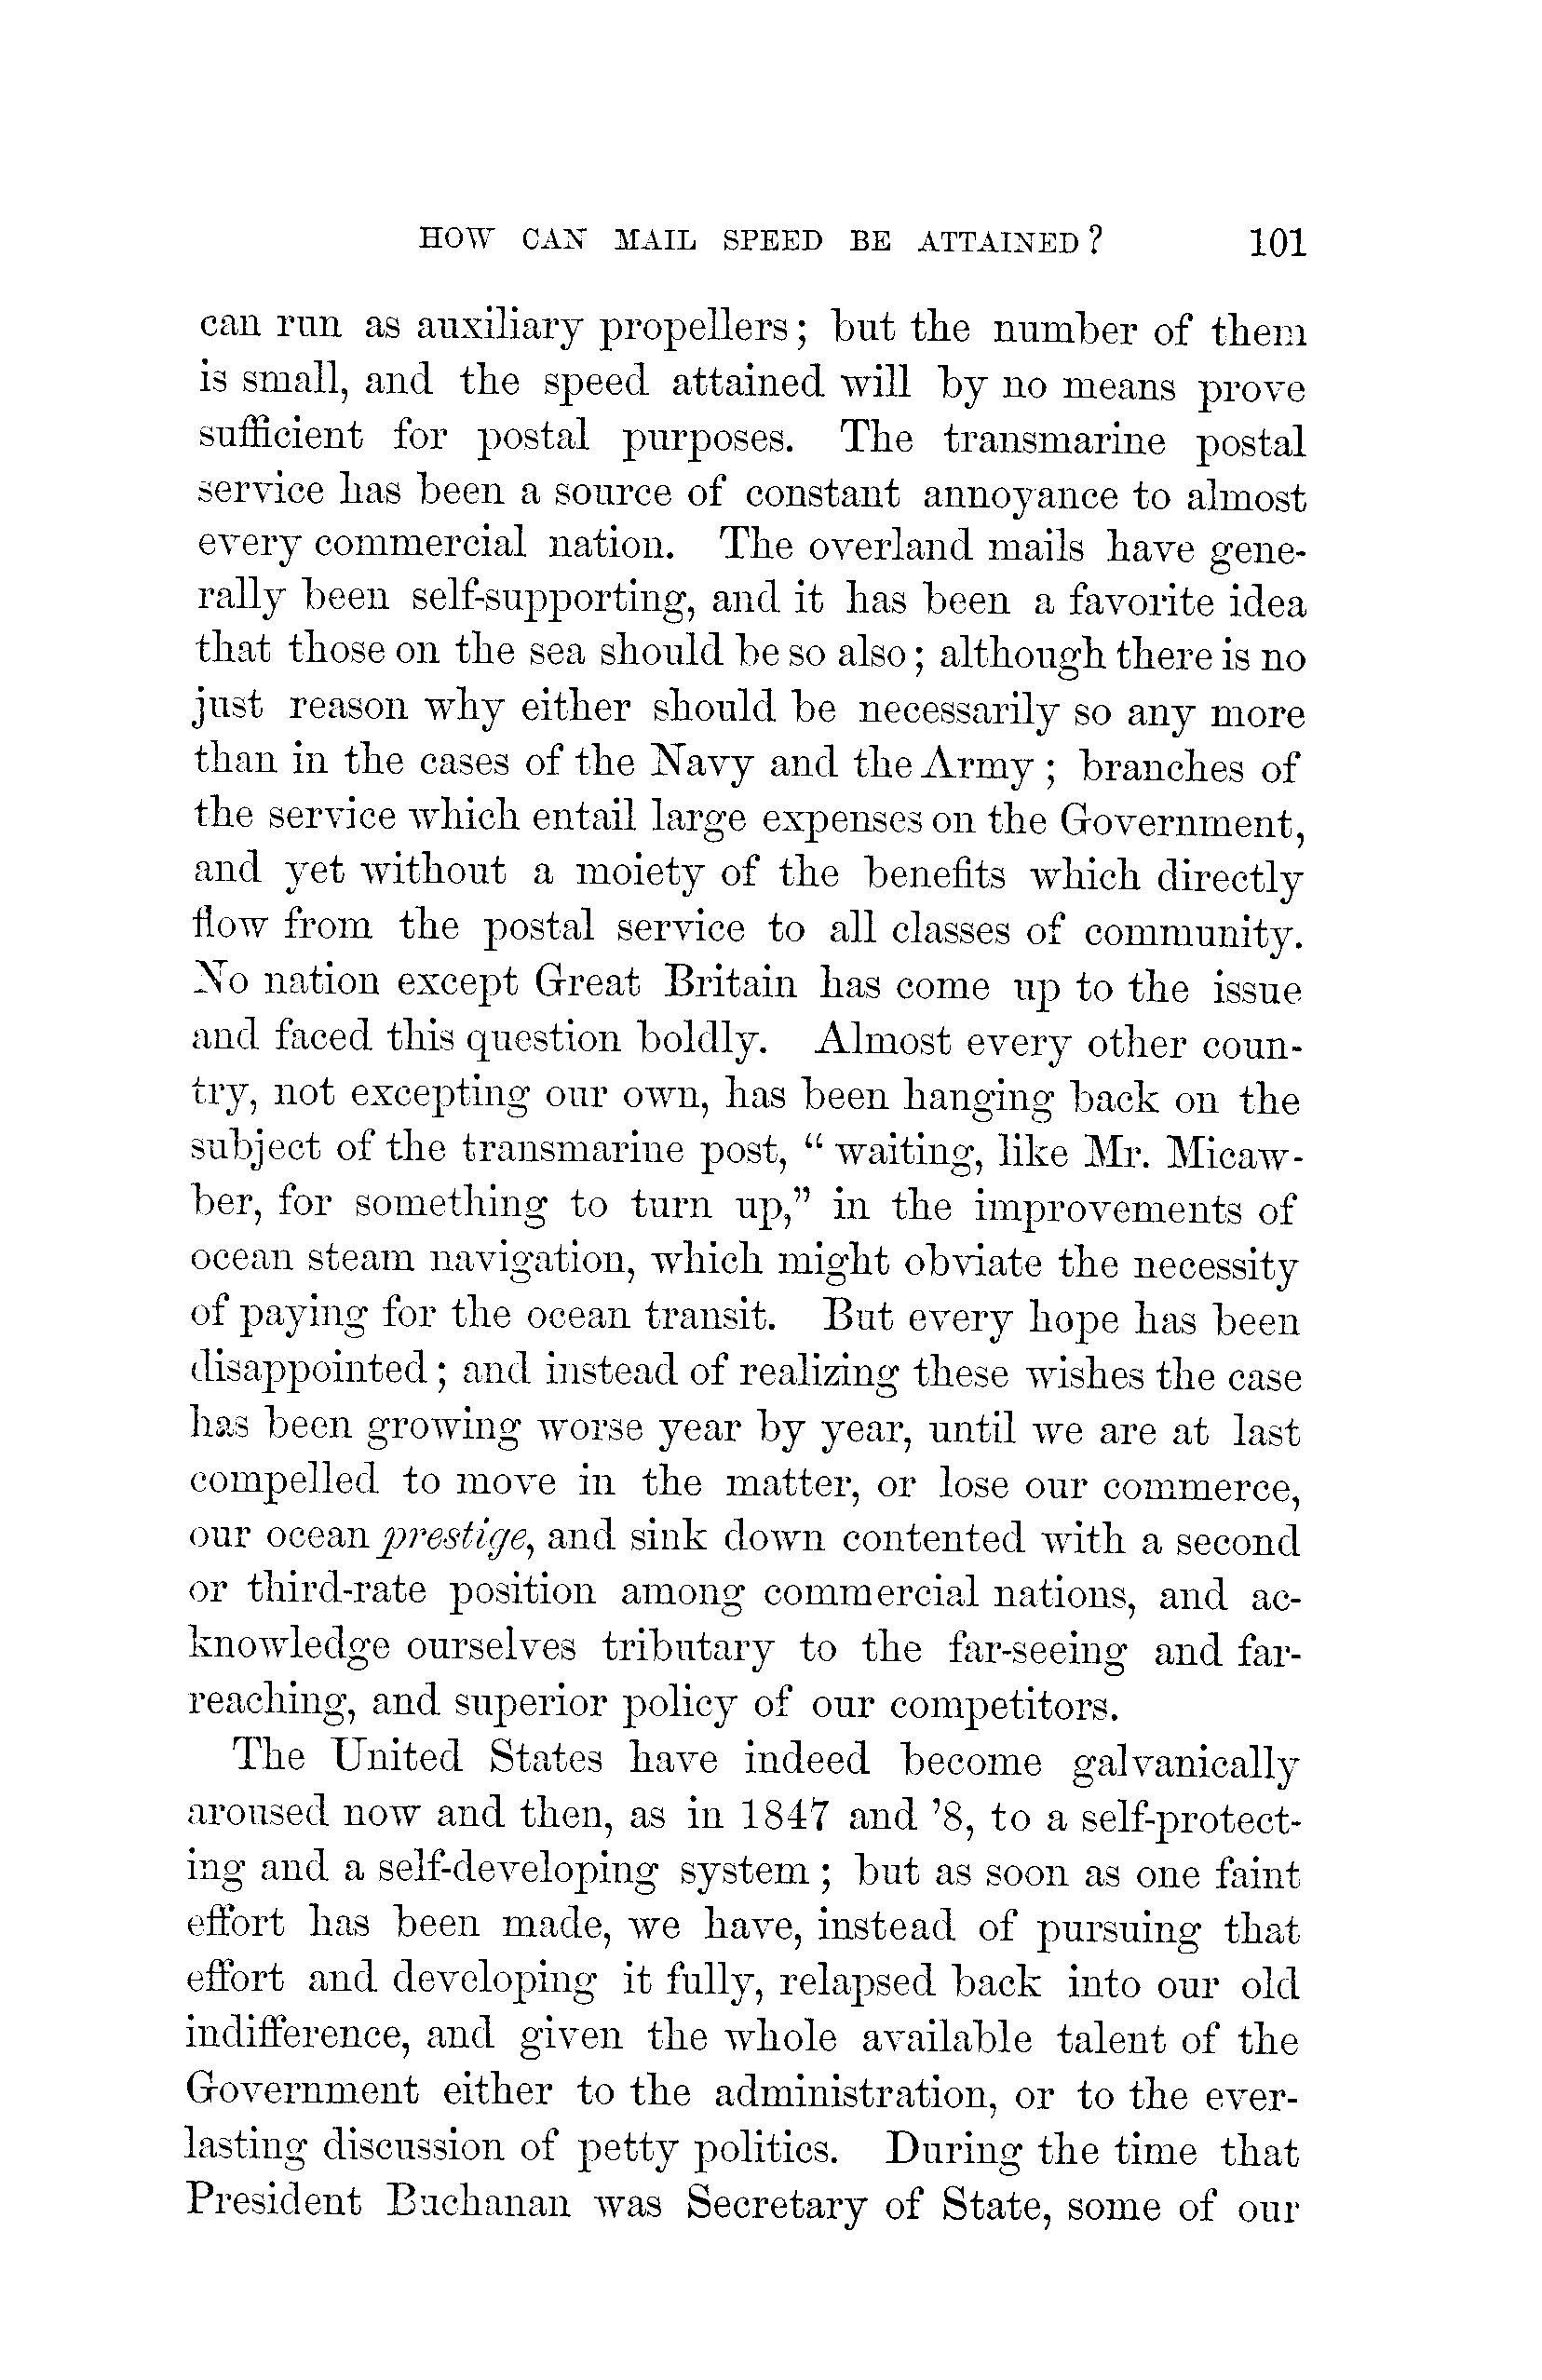 HOW CAN MAIL SPEED BE ATTAINED? 101
can run as auxiliary propellers; but the number of them
is small, and the speed attained will by no means prove
sufficient for postal purposes. The transmarine postal
service has been a source of constant annoyance to almost
every commercial nation. The overland mails have gene-
rally been self-supporting, and it has been a favorite idea
that those on the sea should be so also; although there is no
just reason why either should be necessarily so any more
than in the cases of the Navy and the Army; branches of
the service which entail large expenses on the Government,
and yet without a moiety of the benefits which directly
flow from the postal service to all classes of community.
No nation except Great Britain has come up to the issue
and faced this question boldly. Almost every other coun-
try, not excepting our own, has been hanging back on the
subject of the transmarine post, "waiting, like Mr. Micaw-
ber, for something to turn up," in the improvements of
ocean steam navigation, which might obviate the necessity
of paying for the ocean transit. But every hope has been
disappointed; and instead of realizing these wishes the case
has been growing worse year by year, until we are at last
compelled to move in the matter, or lose our commerce,
our ocean prestige, and sink down contented with a second
or third-rate position among commercial nations, and ac-
knowledge ourselves tributary to the far-seeing and far-
reaching, and superior policy of our competitors.
The United States have indeed become galvanically
aroused now and then, as in 1847 and '8, to a self-protect-
ing and a self-developing system; but as soon as one faint
effort has been made, we have, instead of pursuing that
effort and developing it fully, relapsed back into our old
indifference, and given the whole available talent of the
Government either to the administration, or to the ever-
lasting discussion of petty politics. During the time that
President Buchanan was Secretary of State, some of our